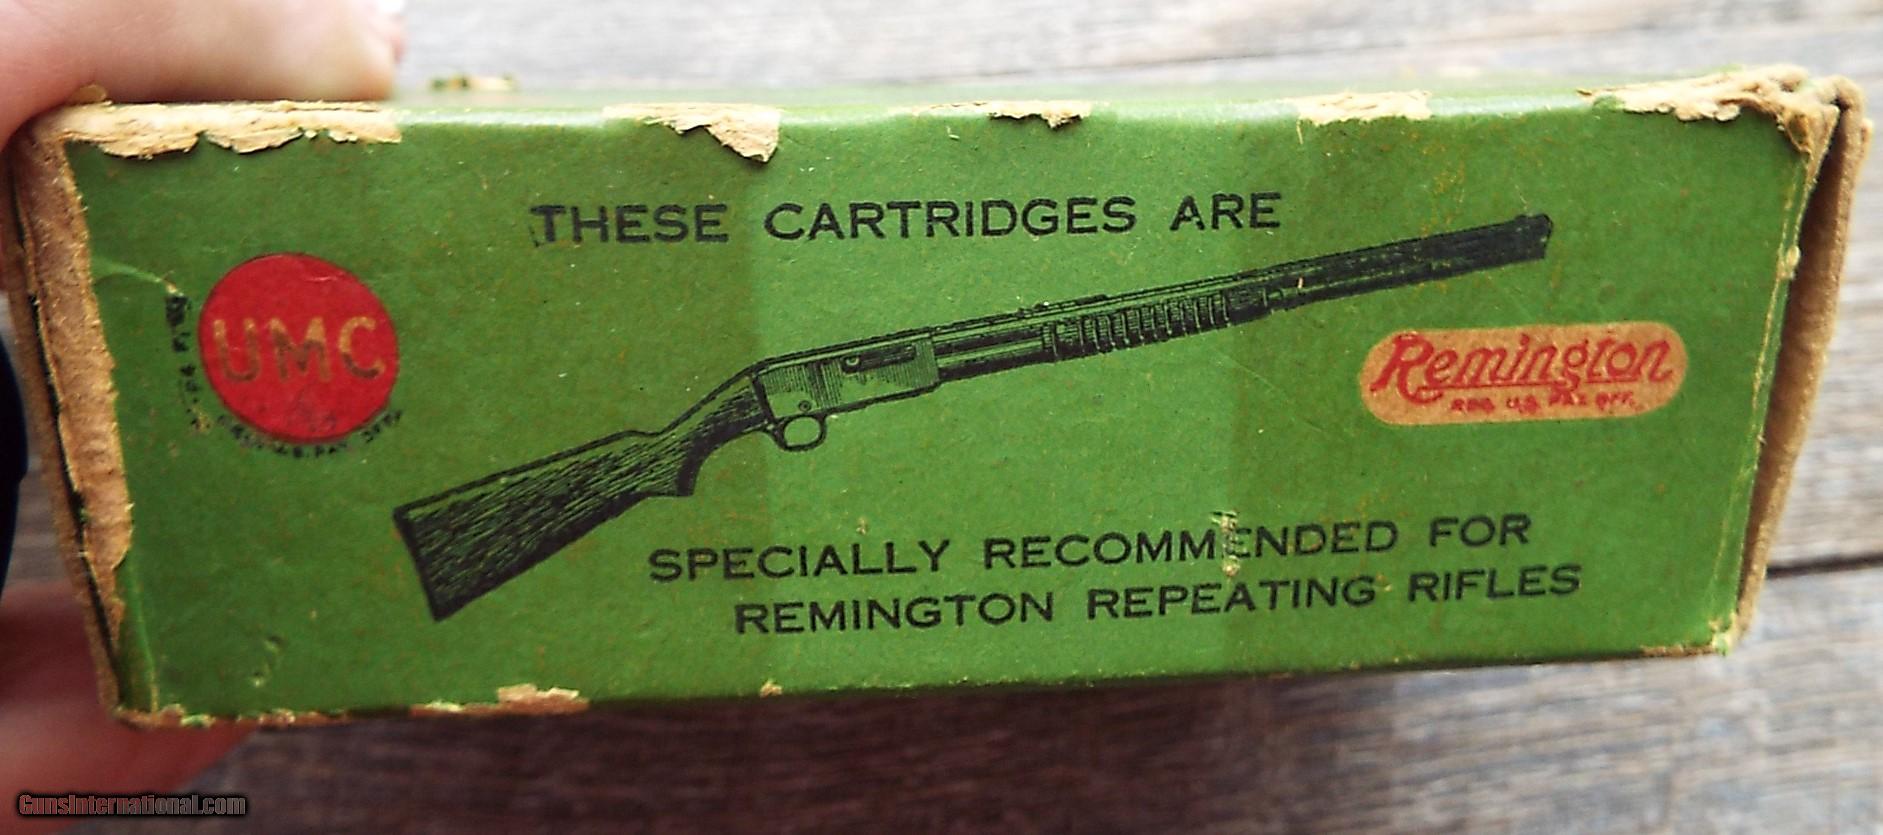 THESE CARTRIDGES ARE
UMC
Remington
REG. U.S. PAT. OFF.
SPECIALLY RECOMMENDED FOR
REMINGTON REPEATING RIFLES
GunsInternational.com